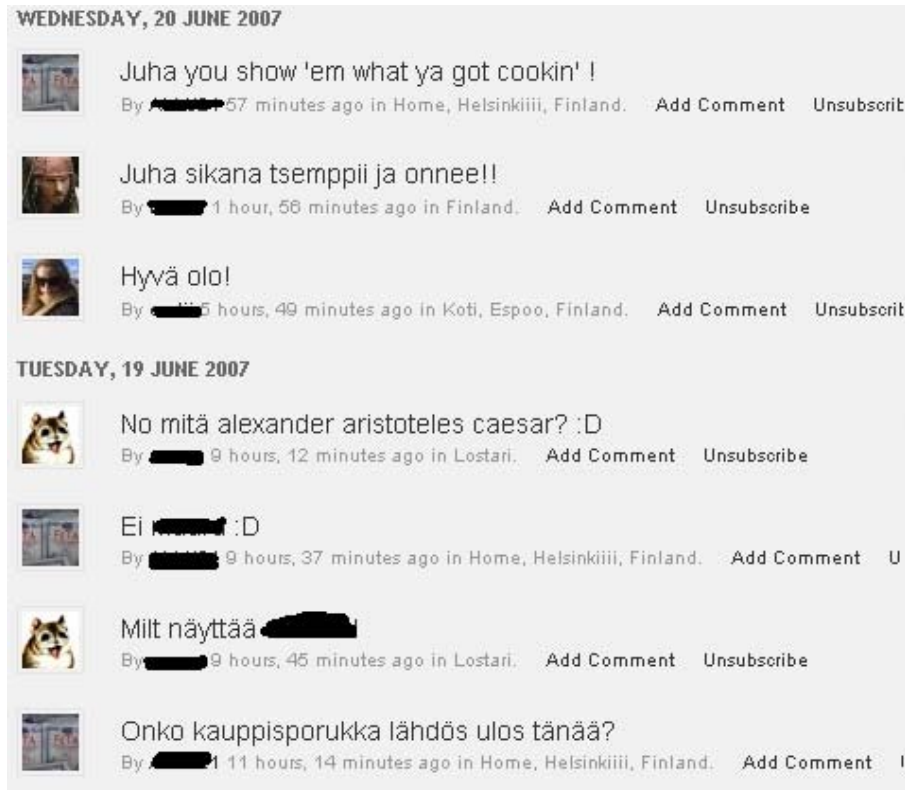 WEDNESDAY, 20 JUNE 2007
Juha you show 'em what ya got cookin' !
By 57 minutes ago in Home, Helsinkiiii, Finland. Add Comment Unsubscrib
Juha sikana tsemppii ja onnee!!
By 1 hour, 56 minutes ago in Finland. Add Comment Unsubscribe
Hyvä olo!
By 5 hours, 49 minutes ago in Koti, Espoo, Finland. Add Comment Unsubscrib
TUESDAY, 19 JUNE 2007
No mitä alexander aristoteles caesar? :D
By 9 hours, 12 minutes ago in Lostari. Add Comment Unsubscribe
Ei :D
By 9 hours, 37 minutes ago in Home, Helsinkiiii, Finland. Add Comment U
Milt näyttää
By 9 hours, 45 minutes ago in Lostari. Add Comment Unsubscribe
Onko kauppisporukka lähdös ulos tänää?
By 11 hours, 14 minutes ago in Home, Helsinkiiii, Finland. Add Comment